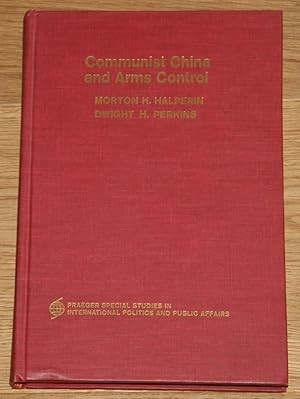 Communist China
and Arms Control
MORTON H. HALPERIN
DWIGHT H. PERKINS
PRAEGER SPECIAL STUDIES IN
INTERNATIONAL POLITICS AND PUBLIC AFFAIRS